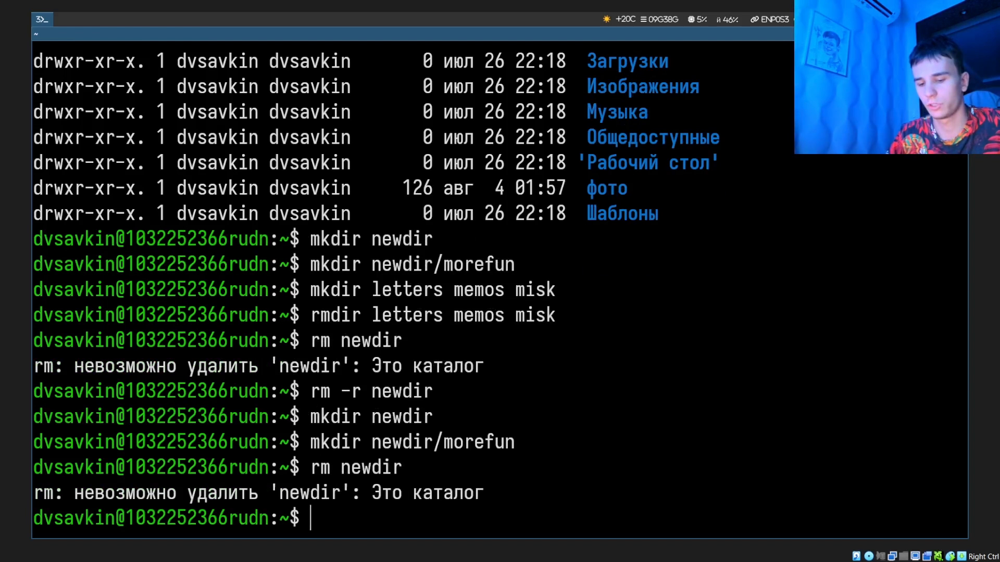 3>_
+20C 09G38G 5% й 46% ENP0S3
~
drwxr-xr-x. 1 dvsavkin dvsavkin 0 июл 26 22:18 Загрузки
drwxr-xr-x. 1 dvsavkin dvsavkin 0 июл 26 22:18 Изображения
drwxr-xr-x. 1 dvsavkin dvsavkin 0 июл 26 22:18 Музыка
drwxr-xr-x. 1 dvsavkin dvsavkin 0 июл 26 22:18 Общедоступные
drwxr-xr-x. 1 dvsavkin dvsavkin 0 июл 26 22:18 'Рабочий стол'
drwxr-xr-x. 1 dvsavkin dvsavkin 126 авг 4 01:57 фото
drwxr-xr-x. 1 dvsavkin dvsavkin 0 июл 26 22:18 Шаблоны
dvsavkin@1032252366rudn:~$ mkdir newdir
dvsavkin@1032252366rudn:~$ mkdir newdir/morefun
dvsavkin@1032252366rudn:~$ mkdir letters memos misk
dvsavkin@1032252366rudn:~$ rmdir letters memos misk
dvsavkin@1032252366rudn:~$ rm newdir
rm: невозможно удалить 'newdir': Это каталог
dvsavkin@1032252366rudn:~$ rm -r newdir
dvsavkin@1032252366rudn:~$ mkdir newdir
dvsavkin@1032252366rudn:~$ mkdir newdir/morefun
dvsavkin@1032252366rudn:~$ rm newdir
rm: невозможно удалить 'newdir': Это каталог
dvsavkin@1032252366rudn:~$
Right Ctrl